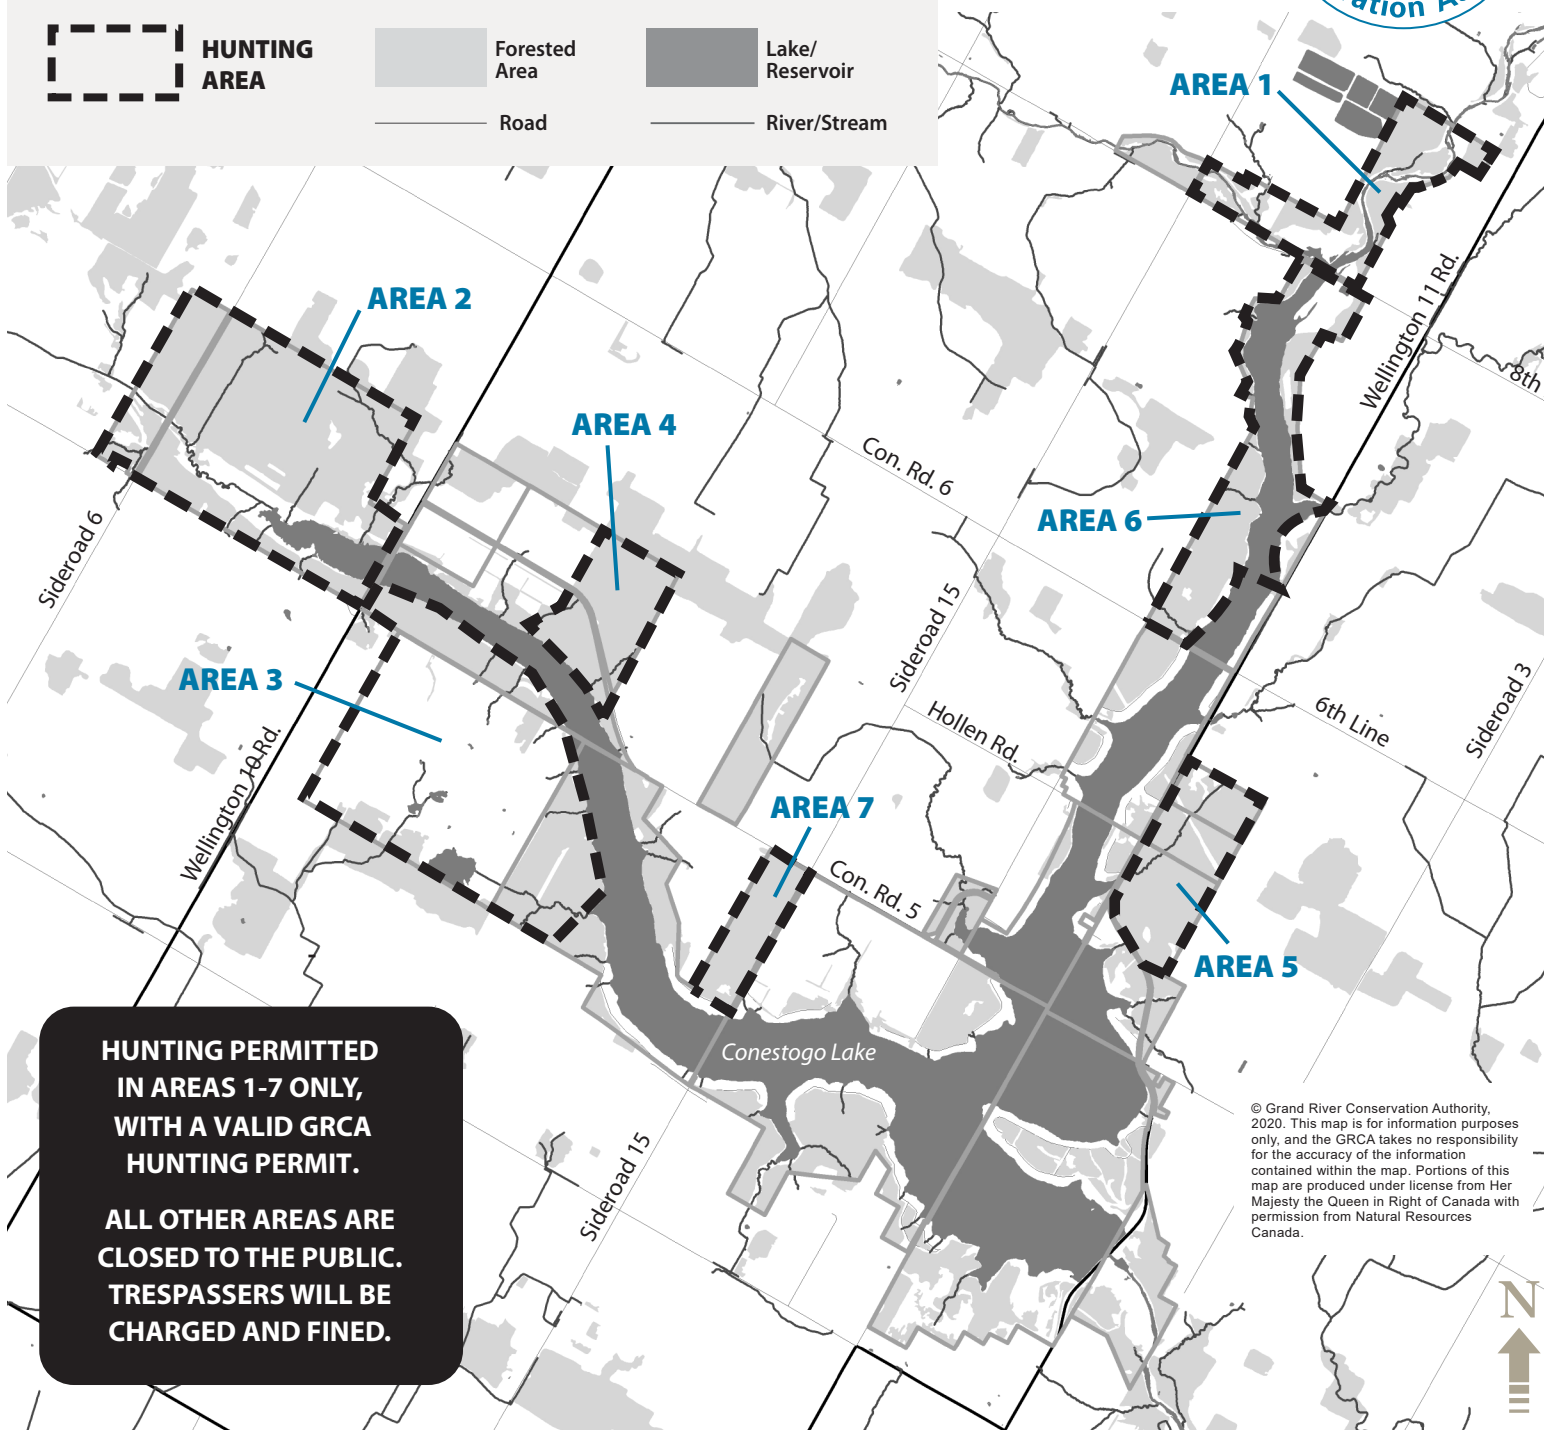 HUNTING
AREA
Forested
Area
Lake/
Reservoir
Road
River/Stream
AREA 1
AREA 2
AREA 4
AREA 6
AREA 3
AREA 7
AREA 5
Wellington 11 Rd.
8th
Con. Rd. 6
Sideroad 6
Sideroad 15
Hollen Rd.
6th Line
Sideroad 3
Wellington 10 Rd.
Con. Rd. 5
Conestogo Lake
Sideroad 15
HUNTING PERMITTED
IN AREAS 1-7 ONLY,
WITH A VALID GRCA
HUNTING PERMIT.
ALL OTHER AREAS ARE
CLOSED TO THE PUBLIC.
TRESPASSERS WILL BE
CHARGED AND FINED.
© Grand River Conservation Authority,
2020. This map is for information purposes
only, and the GRCA takes no responsibility
for the accuracy of the information
contained within the map. Portions of this
map are produced under license from Her
Majesty the Queen in Right of Canada with
permission from Natural Resources
Canada.
N